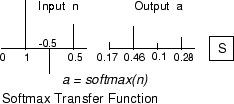 Input n
Output a
-0.5
0 1 0.5
0.17 0.46 0.1 0.28
S
a = softmax(n)
Softmax Transfer Function